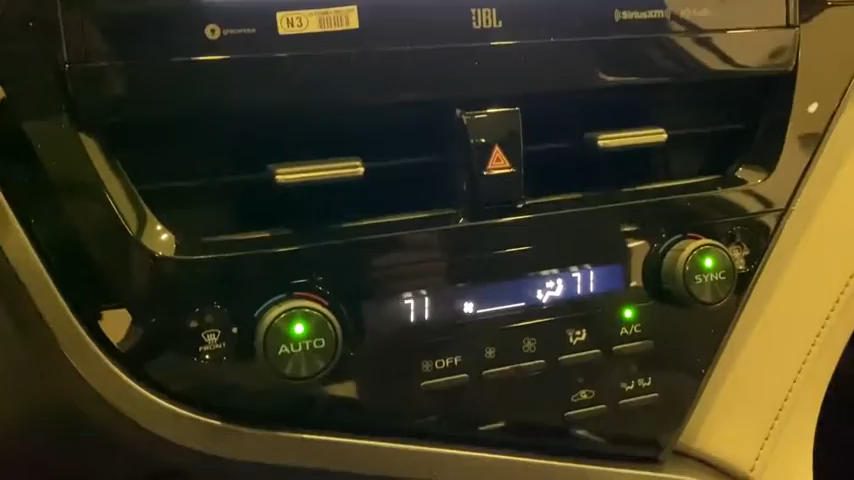 gracenote
N3
JBL
SiriusXM
71
71
SYNC
FRONT
AUTO
OFF
A/C